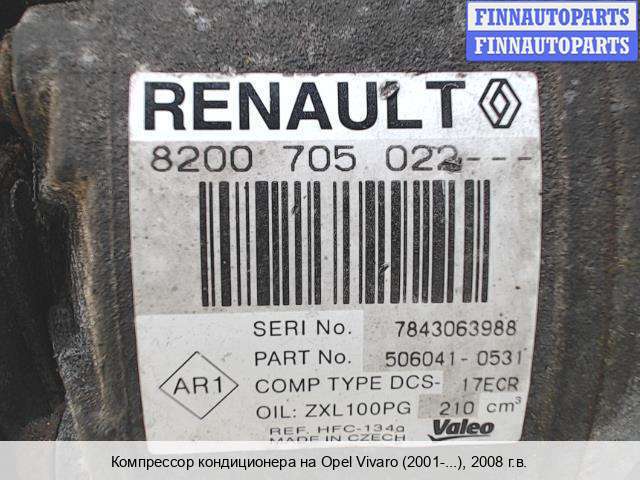 FINNAUTOPARTS
FINNAUTOPARTS
RENAULT
8200 705 022---
SERI No. 7843063988
PART No. 506041-0531
AR1
COMP TYPE DCS- 17ECR
OIL: ZXL100PG 210 cm³
REF. HFC-134a
MADE IN CZECH
Valeo
Компрессор кондиционера на Opel Vivaro (2001-...), 2008 г.в.